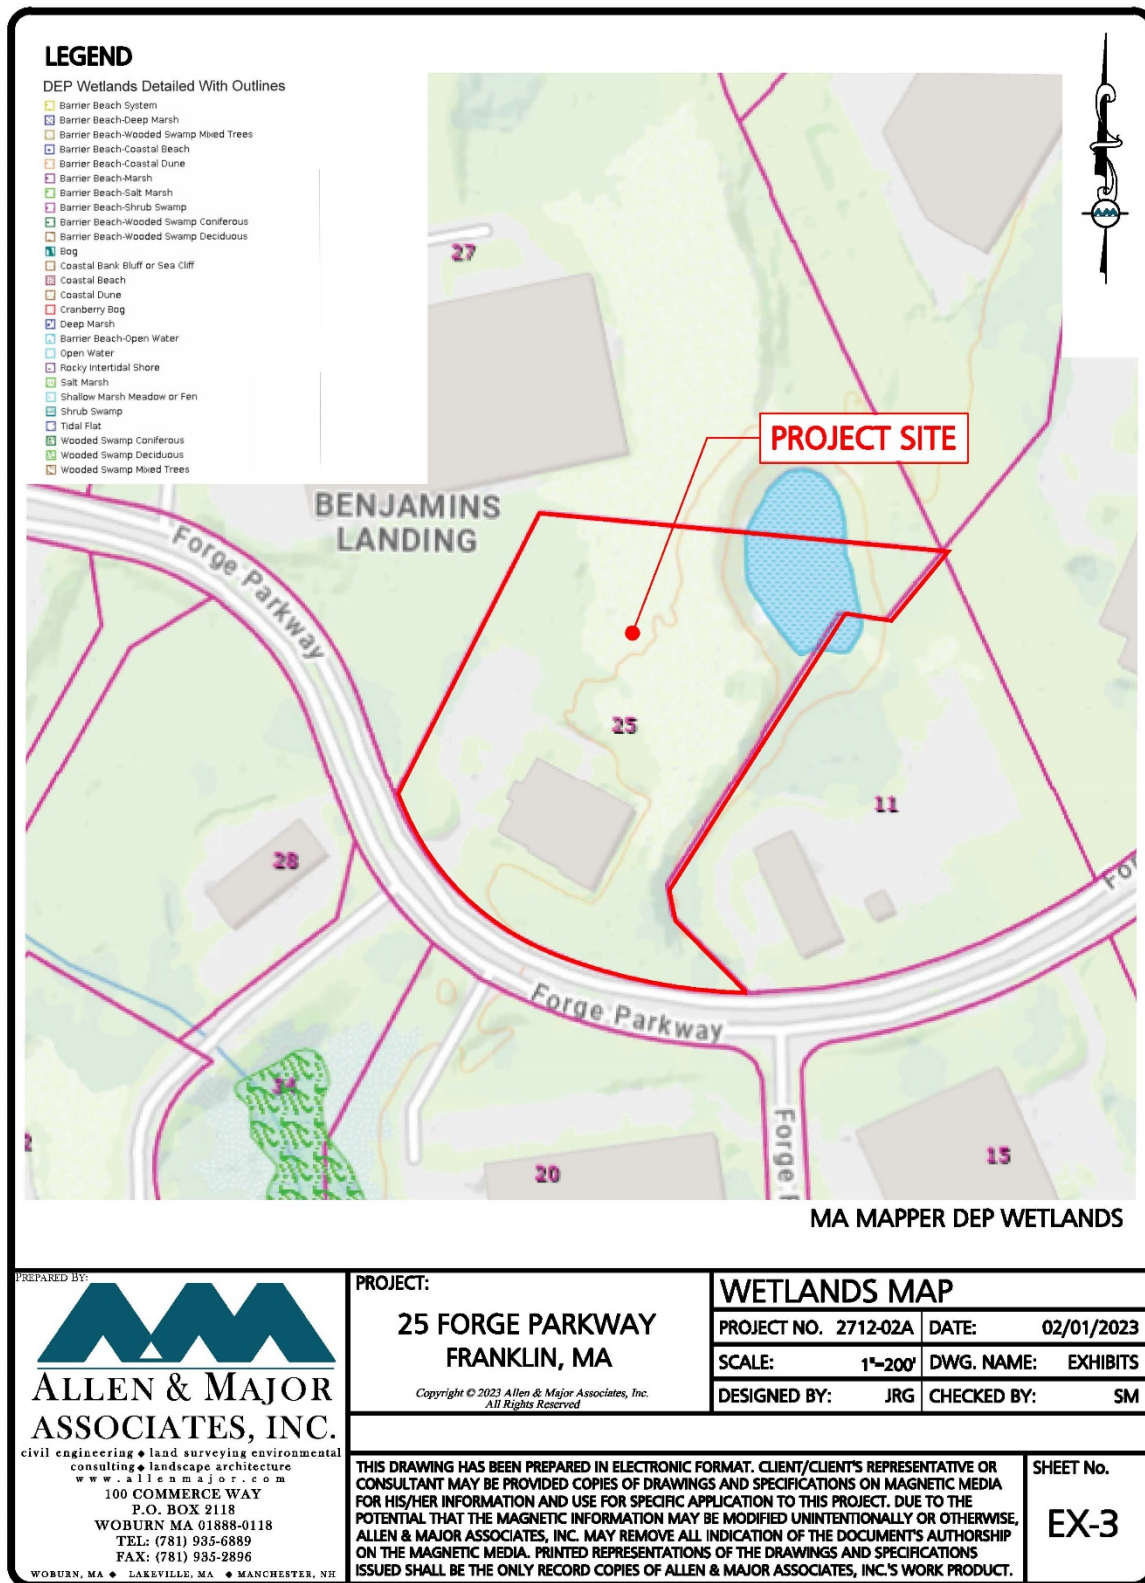 LEGEND
DEP Wetlands Detailed With Outlines
Barrier Beach System
Barrier Beach-Deep Marsh
Barrier Beach-Wooded Swamp Mixed Trees
Barrier Beach-Coastal Beach
Barrier Beach-Coastal Dune
Barrier Beach-Marsh
Barrier Beach-Salt Marsh
Barrier Beach-Shrub Swamp
Barrier Beach-Wooded Swamp Coniferous
Barrier Beach-Wooded Swamp Deciduous
Bog
Coastal Bank Bluff or Sea Cliff
Coastal Beach
Coastal Dune
Cranberry Bog
Deep Marsh
Barrier Beach-Open Water
Open Water
Rocky Intertidal Shore
Salt Marsh
Shallow Marsh Meadow or Fen
Shrub Swamp
Tidal Flat
Wooded Swamp Coniferous
Wooded Swamp Deciduous
Wooded Swamp Mixed Trees
27
PROJECT SITE
BENJAMINS
LANDING
Forge Parkway
25
11
28
For
Forge Parkway
34
Forge P
2
20
15
MA MAPPER DEP WETLANDS
PREPARED BY:
ALLEN & MAJOR
ASSOCIATES, INC.
civil engineering ◆ land surveying environmental
consulting ◆ landscape architecture
www.allenmajor.com
100 COMMERCE WAY
P.O. BOX 2118
WOBURN MA 01888-0118
TEL: (781) 935-6889
FAX: (781) 935-2896
WOBURN, MA ◆ LAKEVILLE, MA ◆ MANCHESTER, NH
PROJECT:
25 FORGE PARKWAY
FRANKLIN, MA
Copyright © 2023 Allen & Major Associates, Inc.
All Rights Reserved
WETLANDS MAP
PROJECT NO. 2712-02A DATE: 02/01/2023
SCALE: 1"=200' DWG. NAME: EXHIBITS
DESIGNED BY: JRG CHECKED BY: SM
THIS DRAWING HAS BEEN PREPARED IN ELECTRONIC FORMAT. CLIENT/CLIENT'S REPRESENTATIVE OR
CONSULTANT MAY BE PROVIDED COPIES OF DRAWINGS AND SPECIFICATIONS ON MAGNETIC MEDIA
FOR HIS/HER INFORMATION AND USE FOR SPECIFIC APPLICATION TO THIS PROJECT. DUE TO THE
POTENTIAL THAT THE MAGNETIC INFORMATION MAY BE MODIFIED UNINTENTIONALLY OR OTHERWISE,
ALLEN & MAJOR ASSOCIATES, INC. MAY REMOVE ALL INDICATION OF THE DOCUMENT'S AUTHORSHIP
ON THE MAGNETIC MEDIA. PRINTED REPRESENTATIONS OF THE DRAWINGS AND SPECIFICATIONS
ISSUED SHALL BE THE ONLY RECORD COPIES OF ALLEN & MAJOR ASSOCIATES, INC.'S WORK PRODUCT.
SHEET No.
EX-3